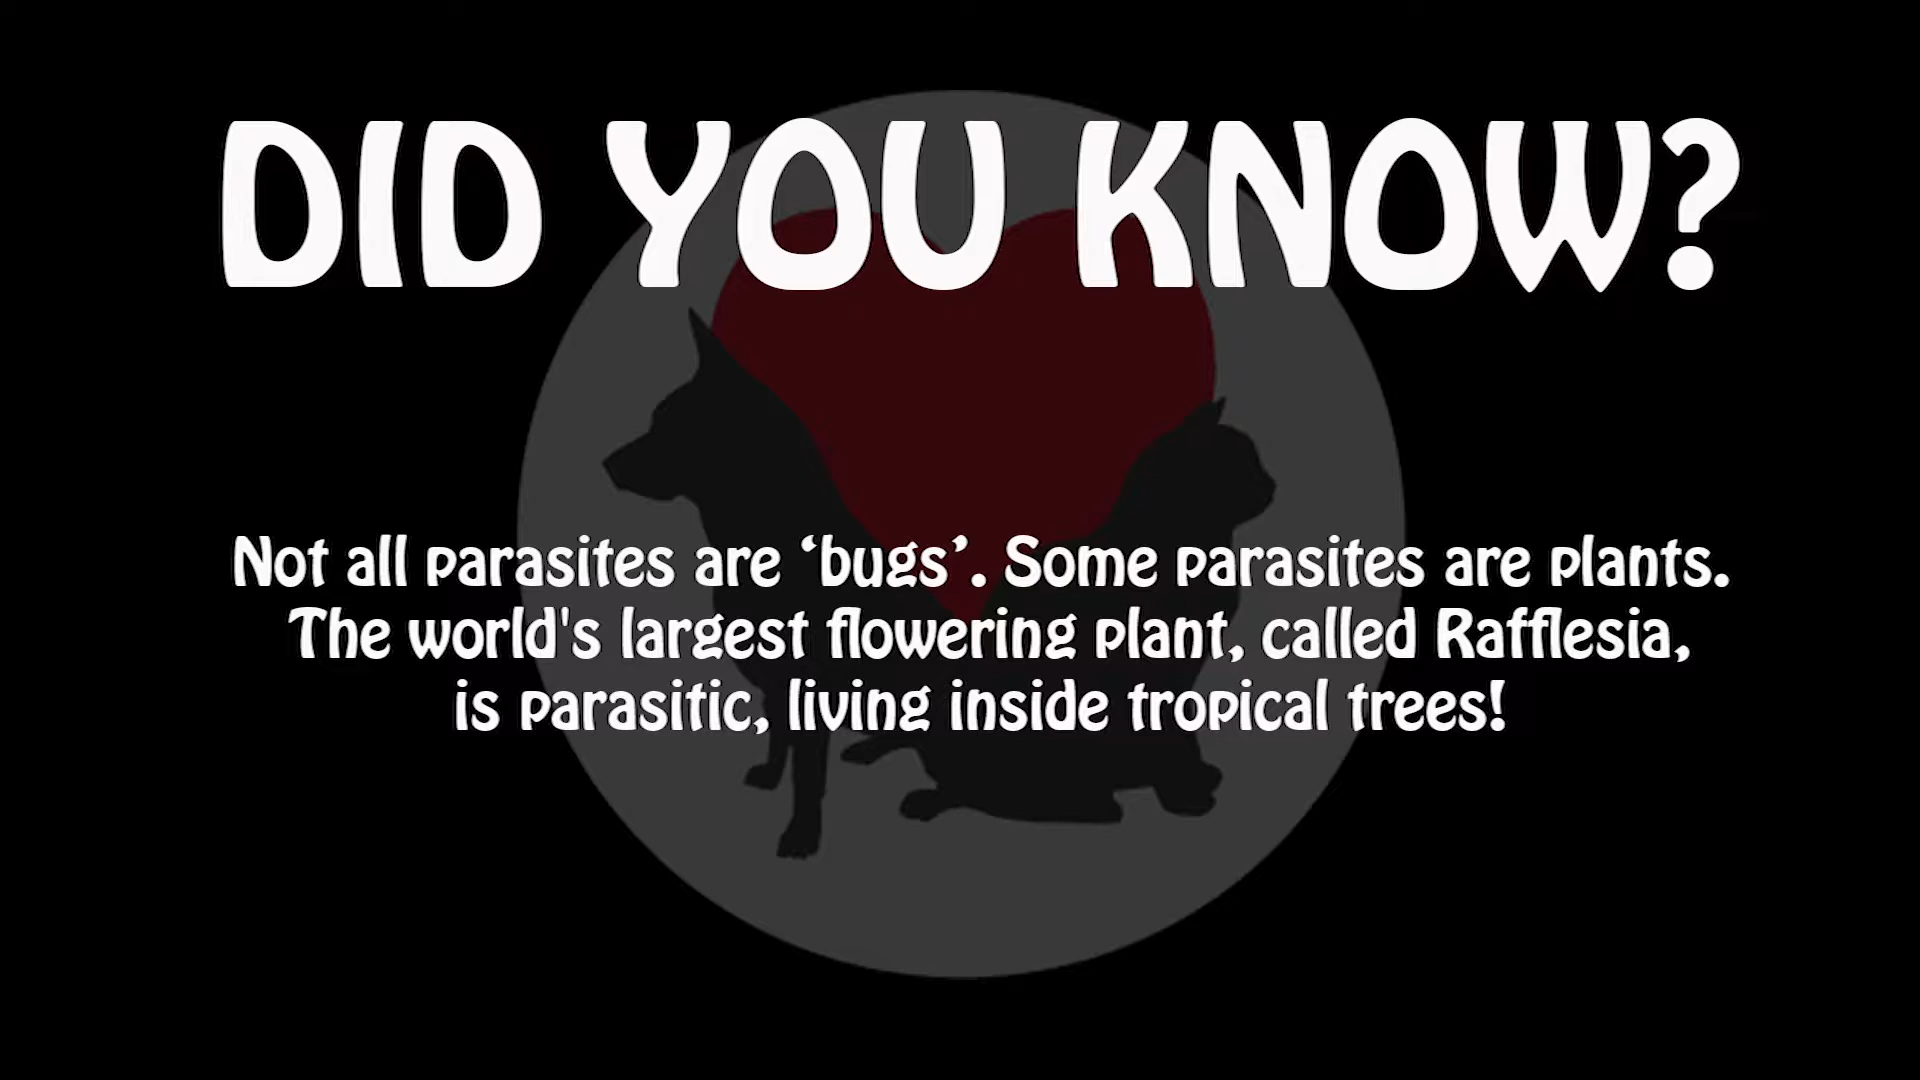 DID YOU KNOW?
Not all parasites are ‘bugs’. Some parasites are plants.
The world's largest flowering plant, called Rafflesia,
is parasitic, living inside tropical trees!